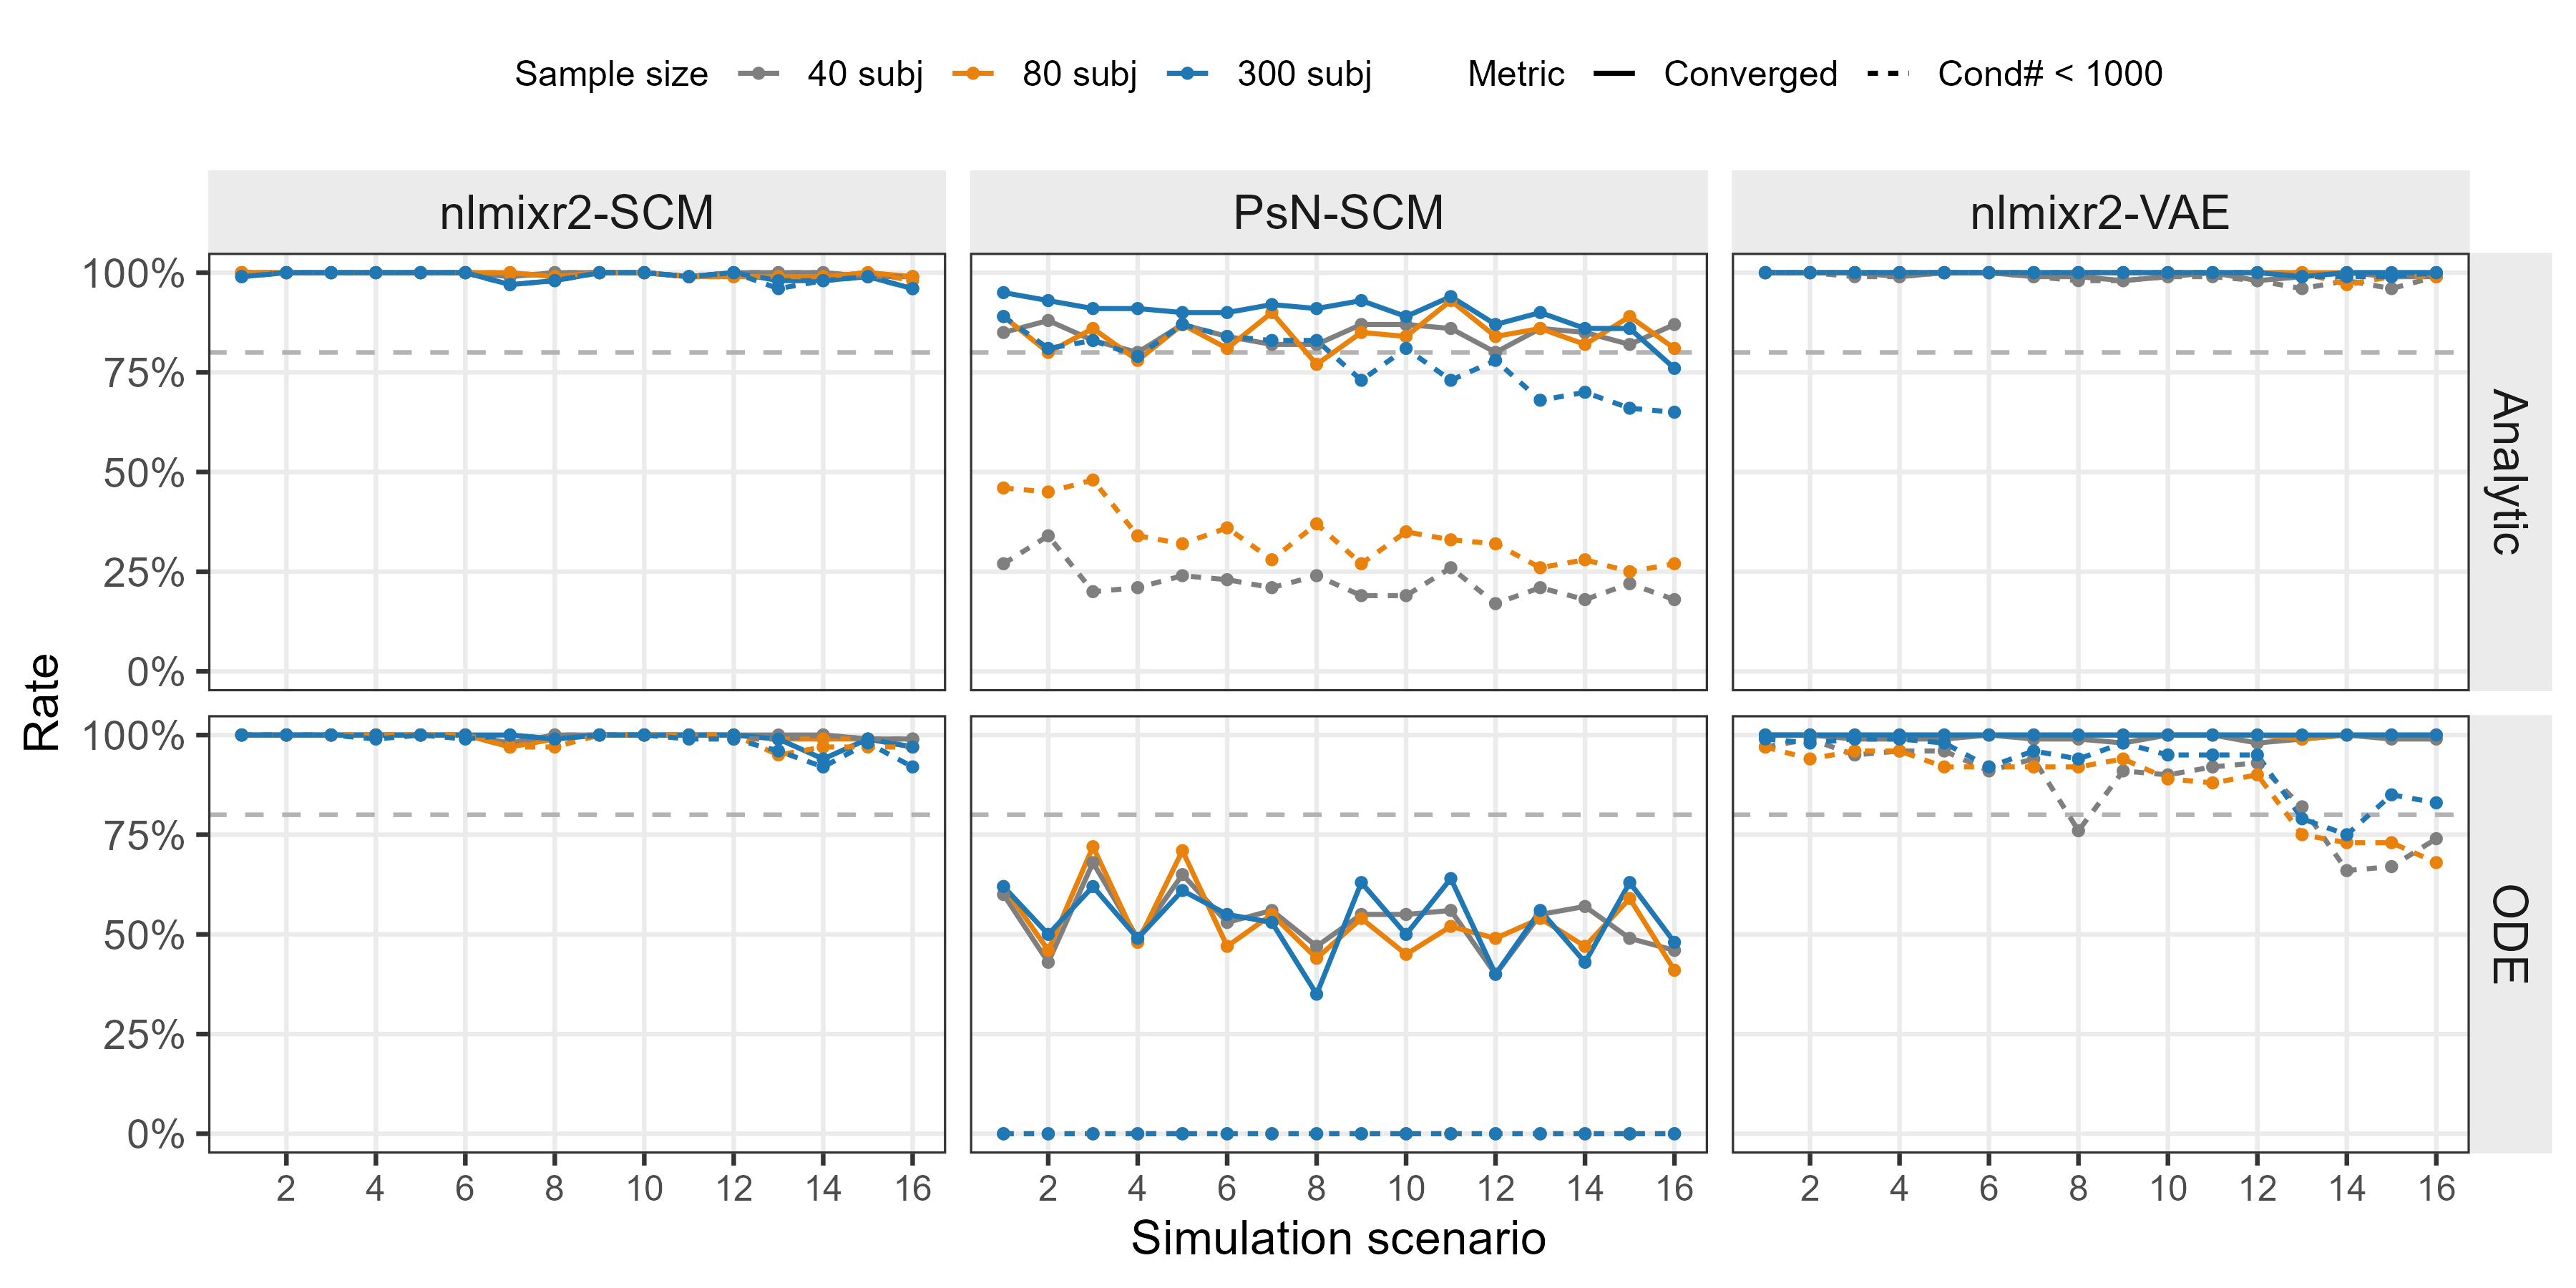 Sample size 40 subj 80 subj 300 subj Metric Converged Cond# < 1000
nlmixr2-SCM PsN-SCM nlmixr2-VAE
100%
75%
50%
25%
0%
Analytic
Rate
100%
75%
50%
25%
0%
ODE
2 4 6 8 10 12 14 16 2 4 6 8 10 12 14 16 2 4 6 8 10 12 14 16
Simulation scenario